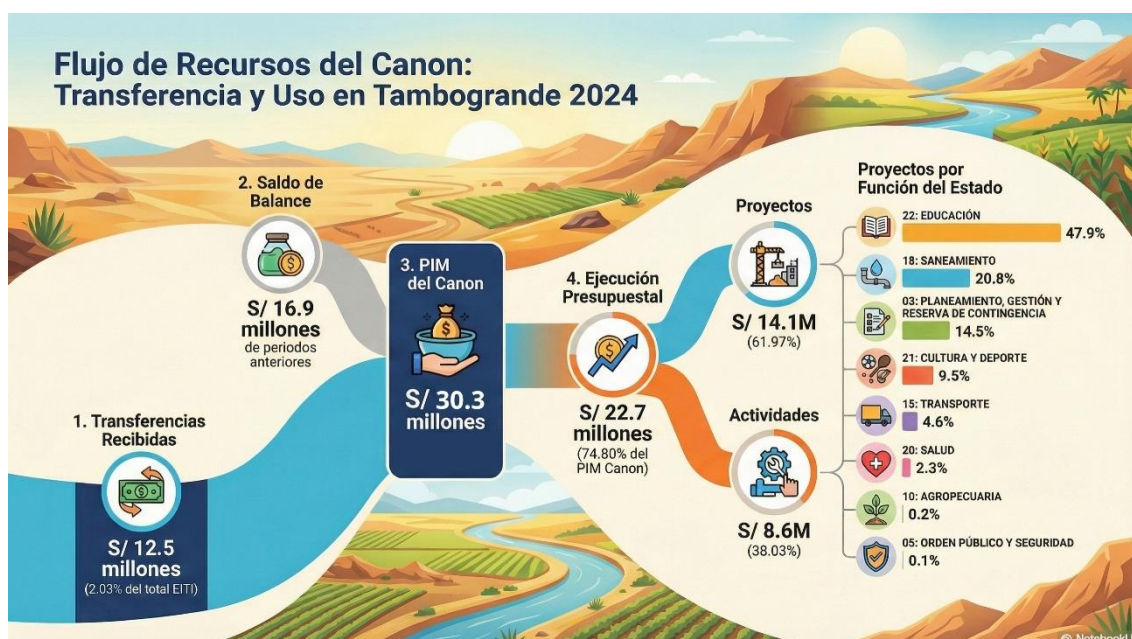 Flujo de Recursos del Canon:
Transferencia y Uso en Tambogrande 2024
1. Transferencias
Recibidas
S/ 12.5
millones
(2.03% del total EITI)
2. Saldo de
Balance
S/ 16.9
millones
de periodos
anteriores
3. PIM
del Canon
S/ 30.3
millones
4. Ejecución
Presupuestal
S/ 22.7
millones
(74.80% del
PIM Canon)
Proyectos
S/ 14.1M
(61.97%)
Actividades
S/ 8.6M
(38.03%)
Proyectos por
Función del Estado
22: EDUCACIÓN
47.9%
18: SANEAMIENTO
20.8%
03: PLANEAMIENTO, GESTIÓN Y
RESERVA DE CONTINGENCIA
14.5%
21: CULTURA Y DEPORTE
9.5%
15: TRANSPORTE
4.6%
20: SALUD
2.3%
10: AGROPECUARIA
0.2%
05: ORDEN PÚBLICO Y SEGURIDAD
0.1%